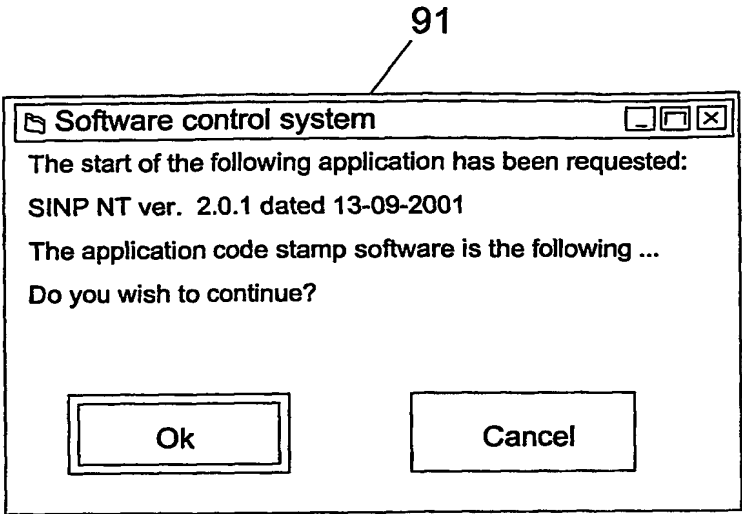 91
Software control system
The start of the following application has been requested:
SINP NT ver. 2.0.1 dated 13-09-2001
The application code stamp software is the following ...
Do you wish to continue?
Ok
Cancel